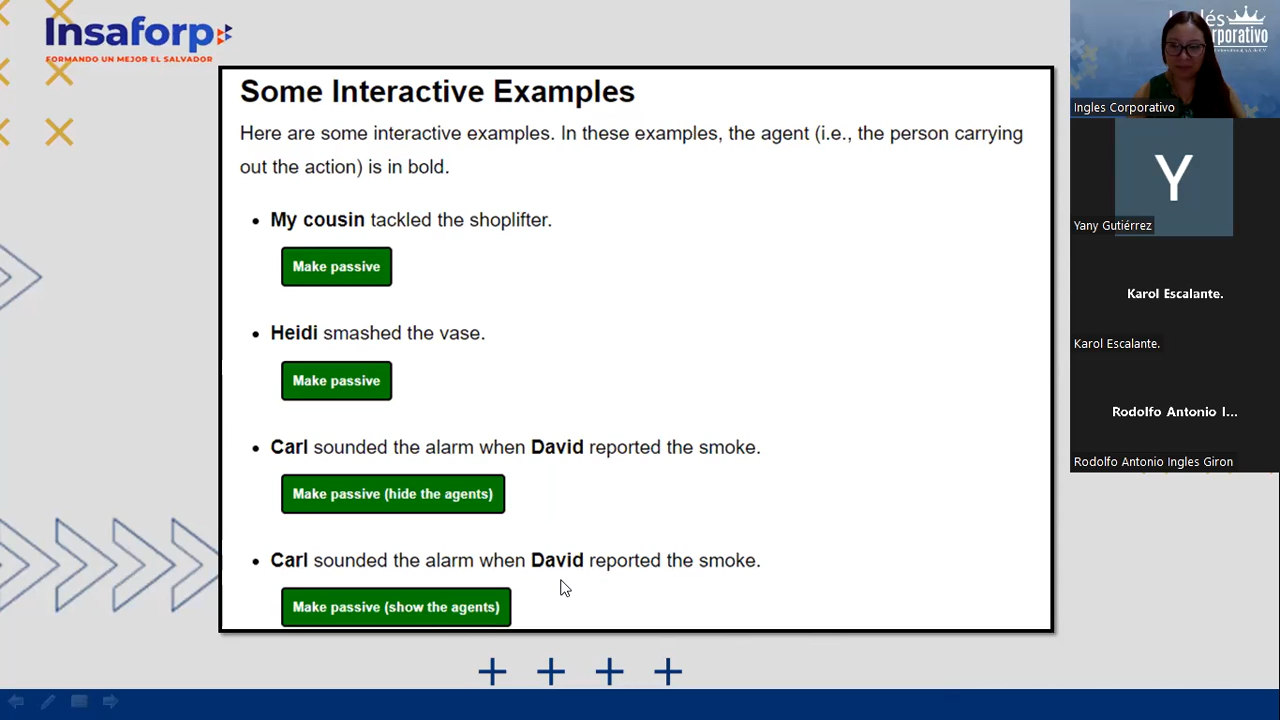 Insaforp
FORMANDO UN MEJOR EL SALVADOR
Some Interactive Examples
Here are some interactive examples. In these examples, the agent (i.e., the person carrying
out the action) is in bold.
• My cousin tackled the shoplifter.
Make passive
• Heidi smashed the vase.
Make passive
• Carl sounded the alarm when David reported the smoke.
Make passive (hide the agents)
• Carl sounded the alarm when David reported the smoke.
Make passive (show the agents)
Ingles Corporativo
Y
Yany Gutiérrez
Karol Escalante.
Karol Escalante.
Rodolfo Antonio I...
Rodolfo Antonio Ingles Giron